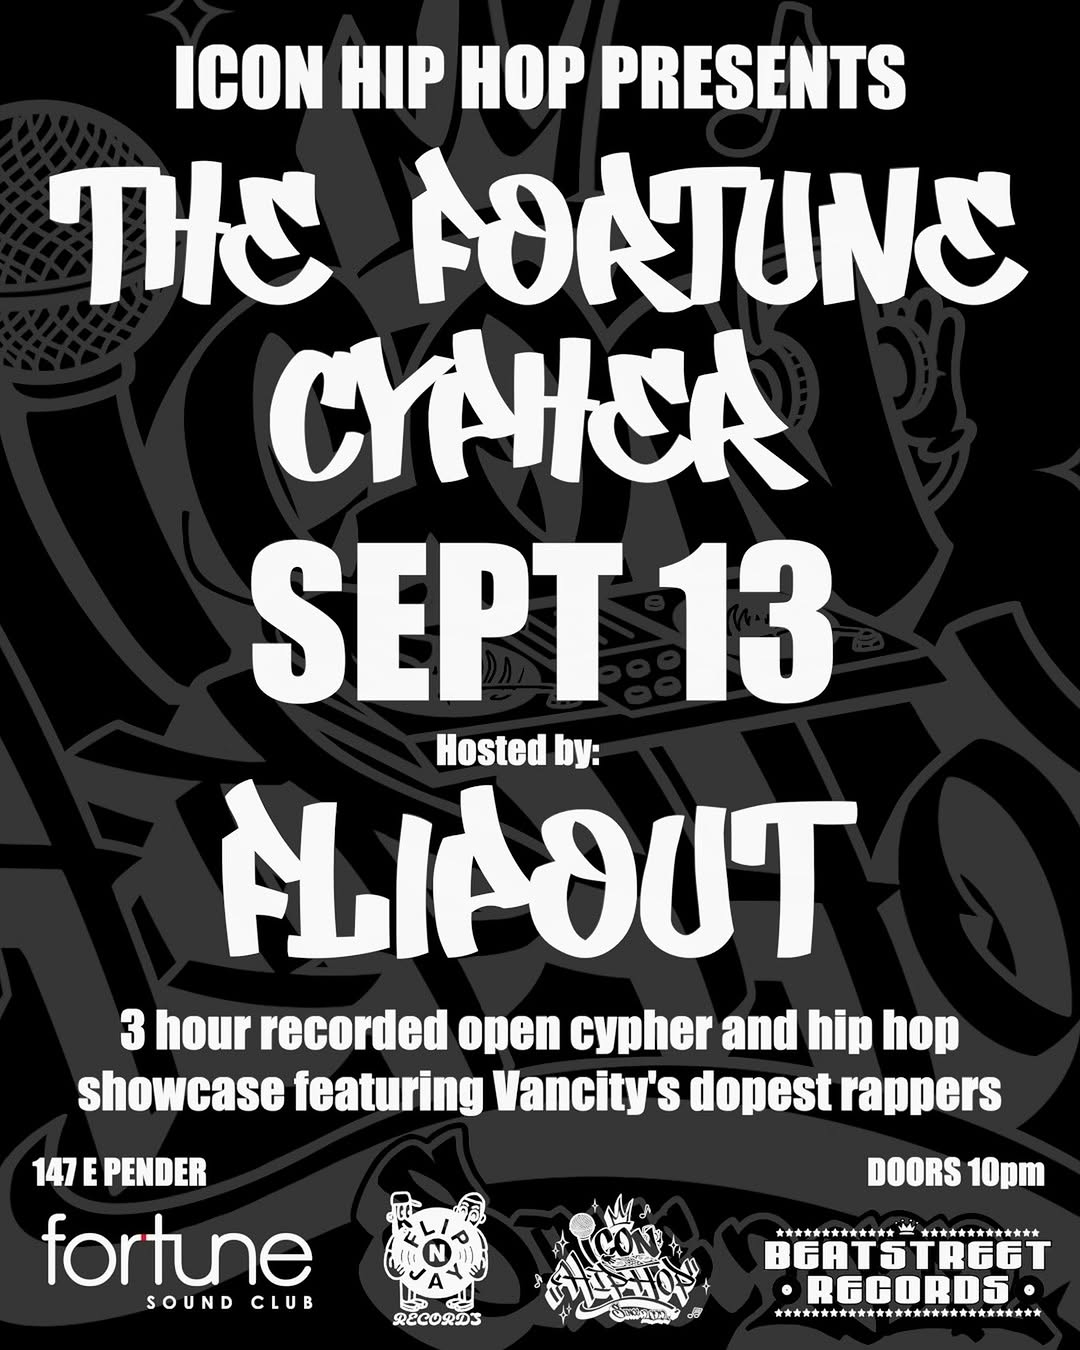 ICON HIP HOP PRESENTS
THE FORTUNE
CYPHER
SEPT 13
Hosted by:
FLIPOUT
3 hour recorded open cypher and hip hop
showcase featuring Vancity's dopest rappers
147 E PENDER
DOORS 10pm
fortune
SOUND CLUB
FLIP
N
JAY
RECORDS
ICON
HIP HOP
BEATSTREET
RECORDS